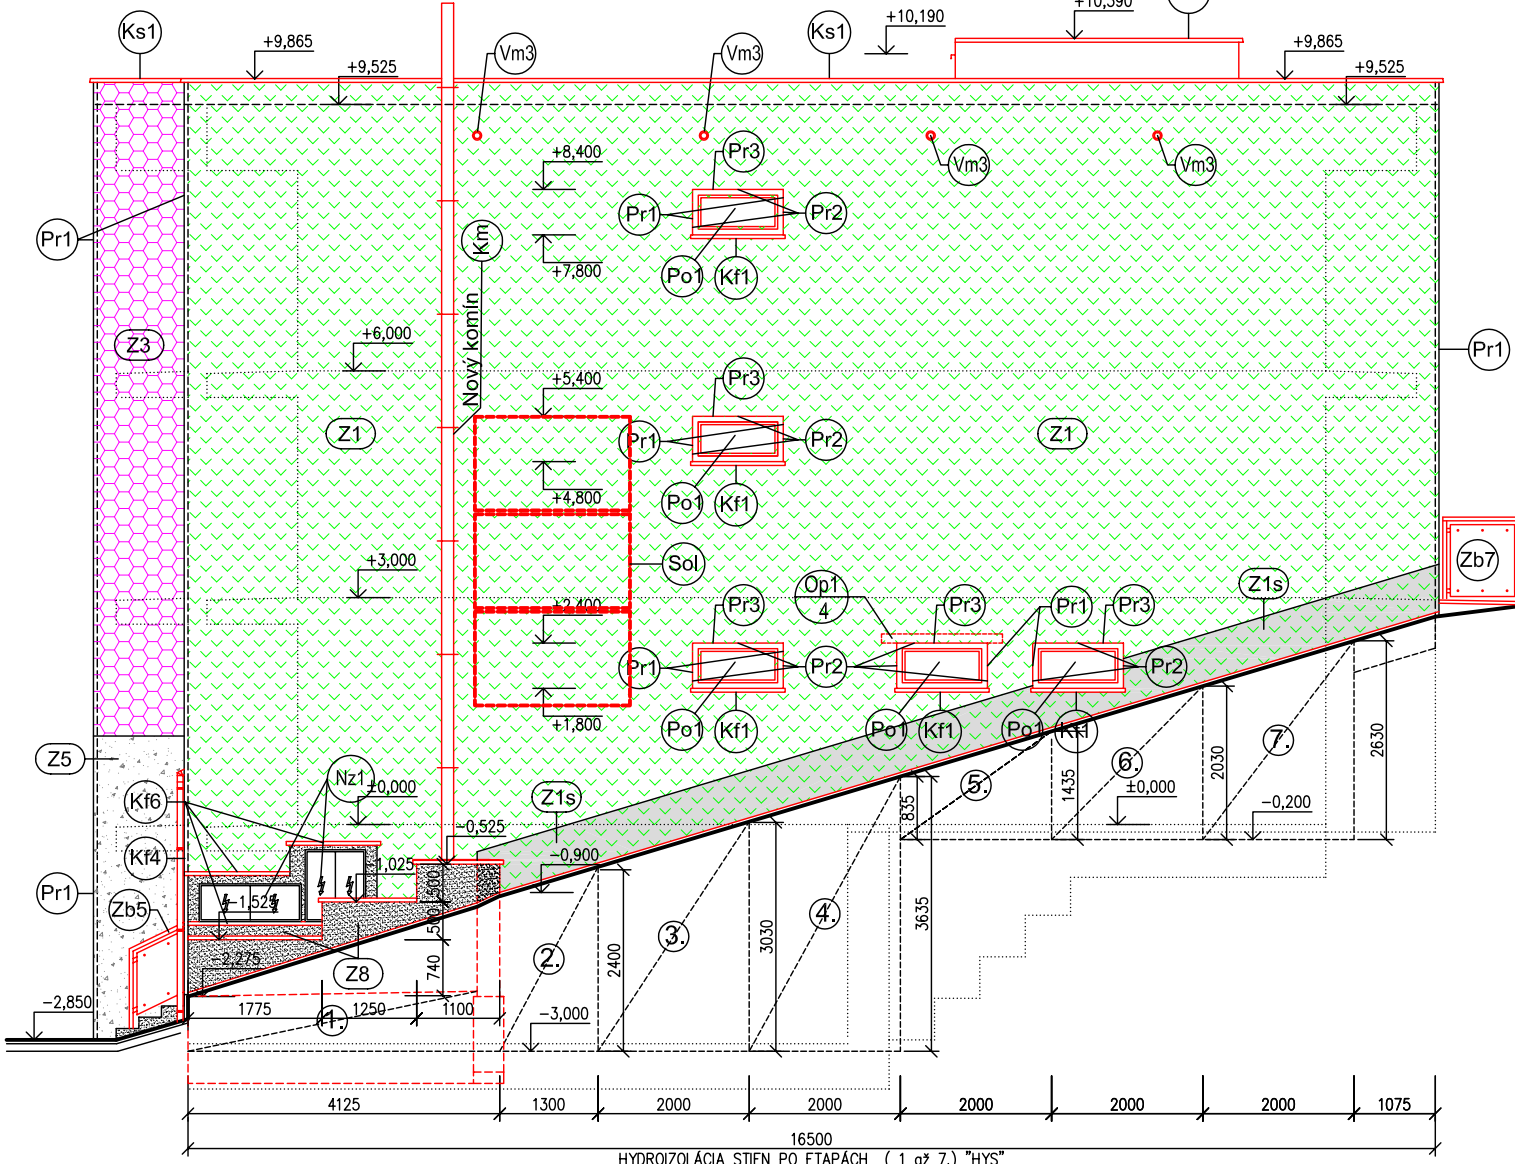 Ks1
+9,865
+9,525
Vm3
Vm3
Ks1
+10,190
+9,865
+9,525
Vm3
Vm3
+8,400
Pr3
Pr1
Pr2
Pr1
Km
+7,800
Po1
Kf1
Nový komín
Z3
+6,000
Pr1
+5,400
Pr3
Z1
Pr1
Pr2
Z1
+4,800
Po1
Kf1
+3,000
Sol
Zb7
Op1
4
Z1s
+2,400
Pr3
Pr3
Pr1
Pr3
Pr1
Pr2
Pr2
+1,800
Po1
Kf1
Po1
Kf1
Po1
Kf1
Z5
Nz1
±0,000
Kf6
Z1s
5.
6.
7.
835
1435
2030
2630
±0,000
-0,200
-0,525
Kf4
-0,900
-1,025
500
Pr1
Zb5
-1,525
500
2.
3.
4.
2400
3030
3635
-2,275
Z8
740
-2,850
1775
1.
1250
1100
-3,000
4125
1300
2000
2000
2000
2000
2000
1075
16500
HYDROIZOLÁCIA STIEN PO ETAPÁCH ( 1 až 7.) "HYS"